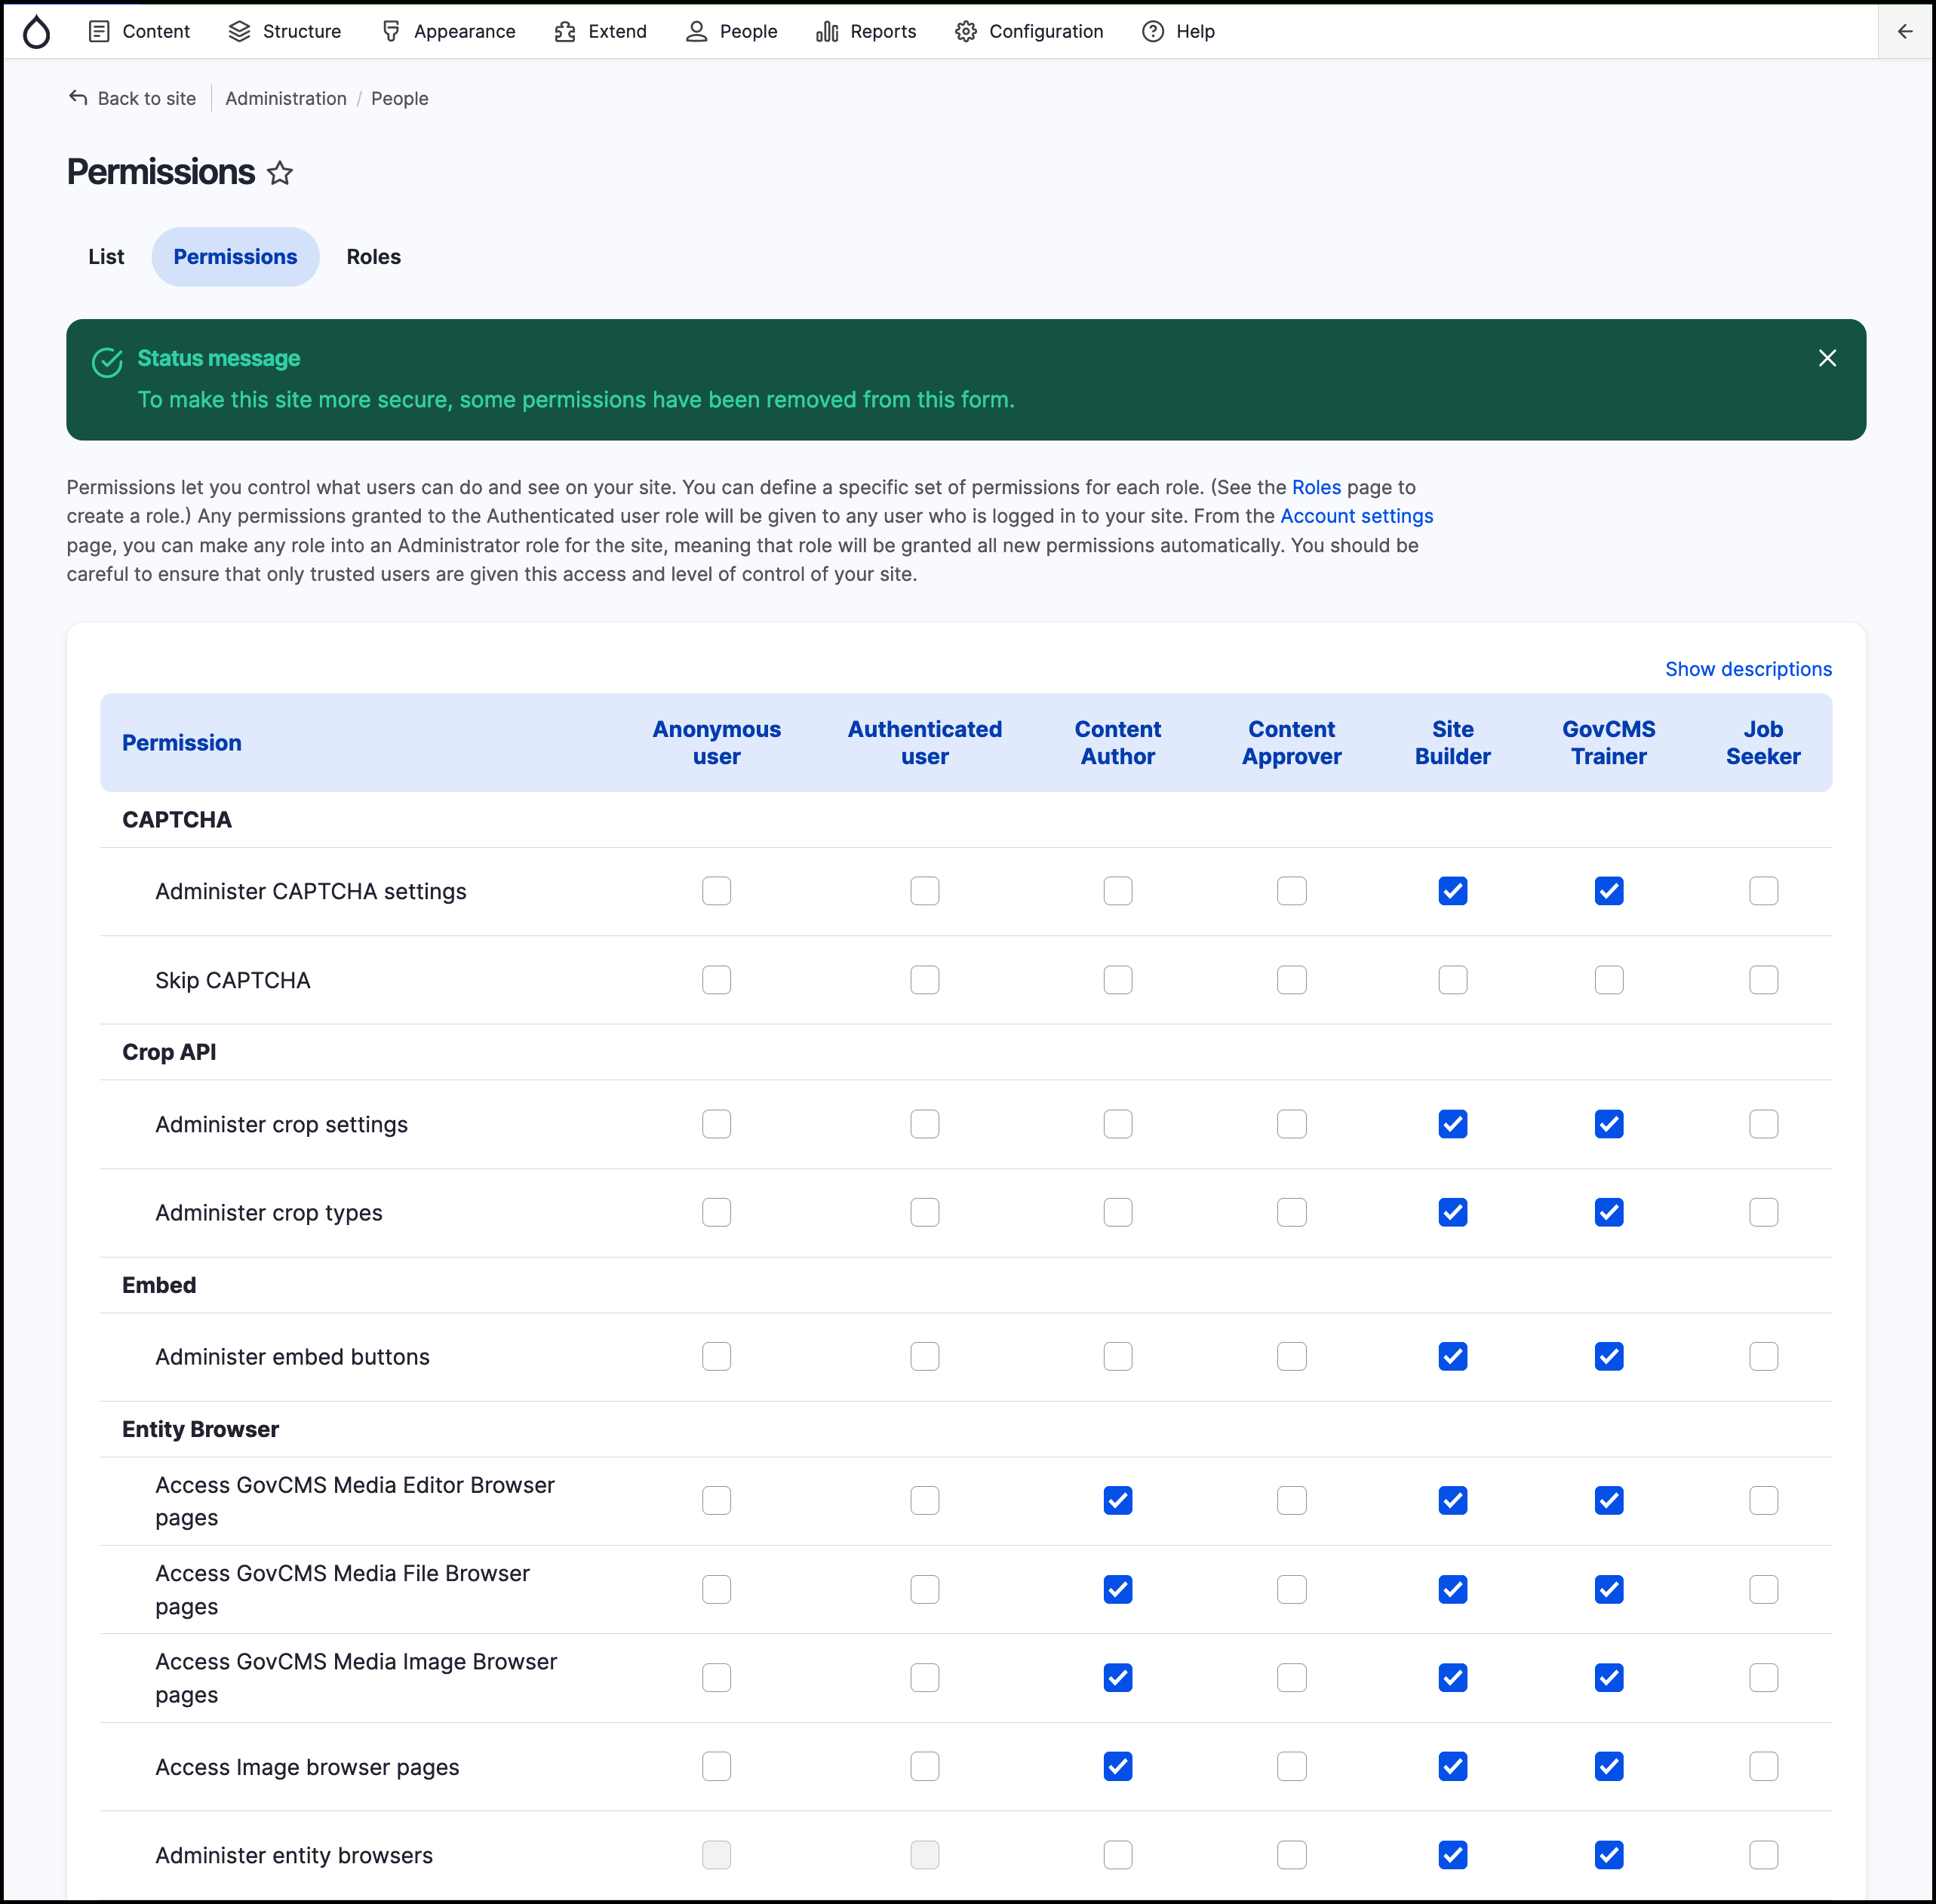 Content Structure Appearance Extend People Reports Configuration Help
Back to site Administration / People
Permissions
List Permissions Roles
Status message
To make this site more secure, some permissions have been removed from this form.
Permissions let you control what users can do and see on your site. You can define a specific set of permissions for each role. (See the Roles page to
create a role.) Any permissions granted to the Authenticated user role will be given to any user who is logged in to your site. From the Account settings
page, you can make any role into an Administrator role for the site, meaning that role will be granted all new permissions automatically. You should be
careful to ensure that only trusted users are given this access and level of control of your site.
Show descriptions
Permission Anonymous user Authenticated user Content Author Content Approver Site Builder GovCMS Trainer Job Seeker
CAPTCHA
Administer CAPTCHA settings
Skip CAPTCHA
Crop API
Administer crop settings
Administer crop types
Embed
Administer embed buttons
Entity Browser
Access GovCMS Media Editor Browser
pages
Access GovCMS Media File Browser
pages
Access GovCMS Media Image Browser
pages
Access Image browser pages
Administer entity browsers